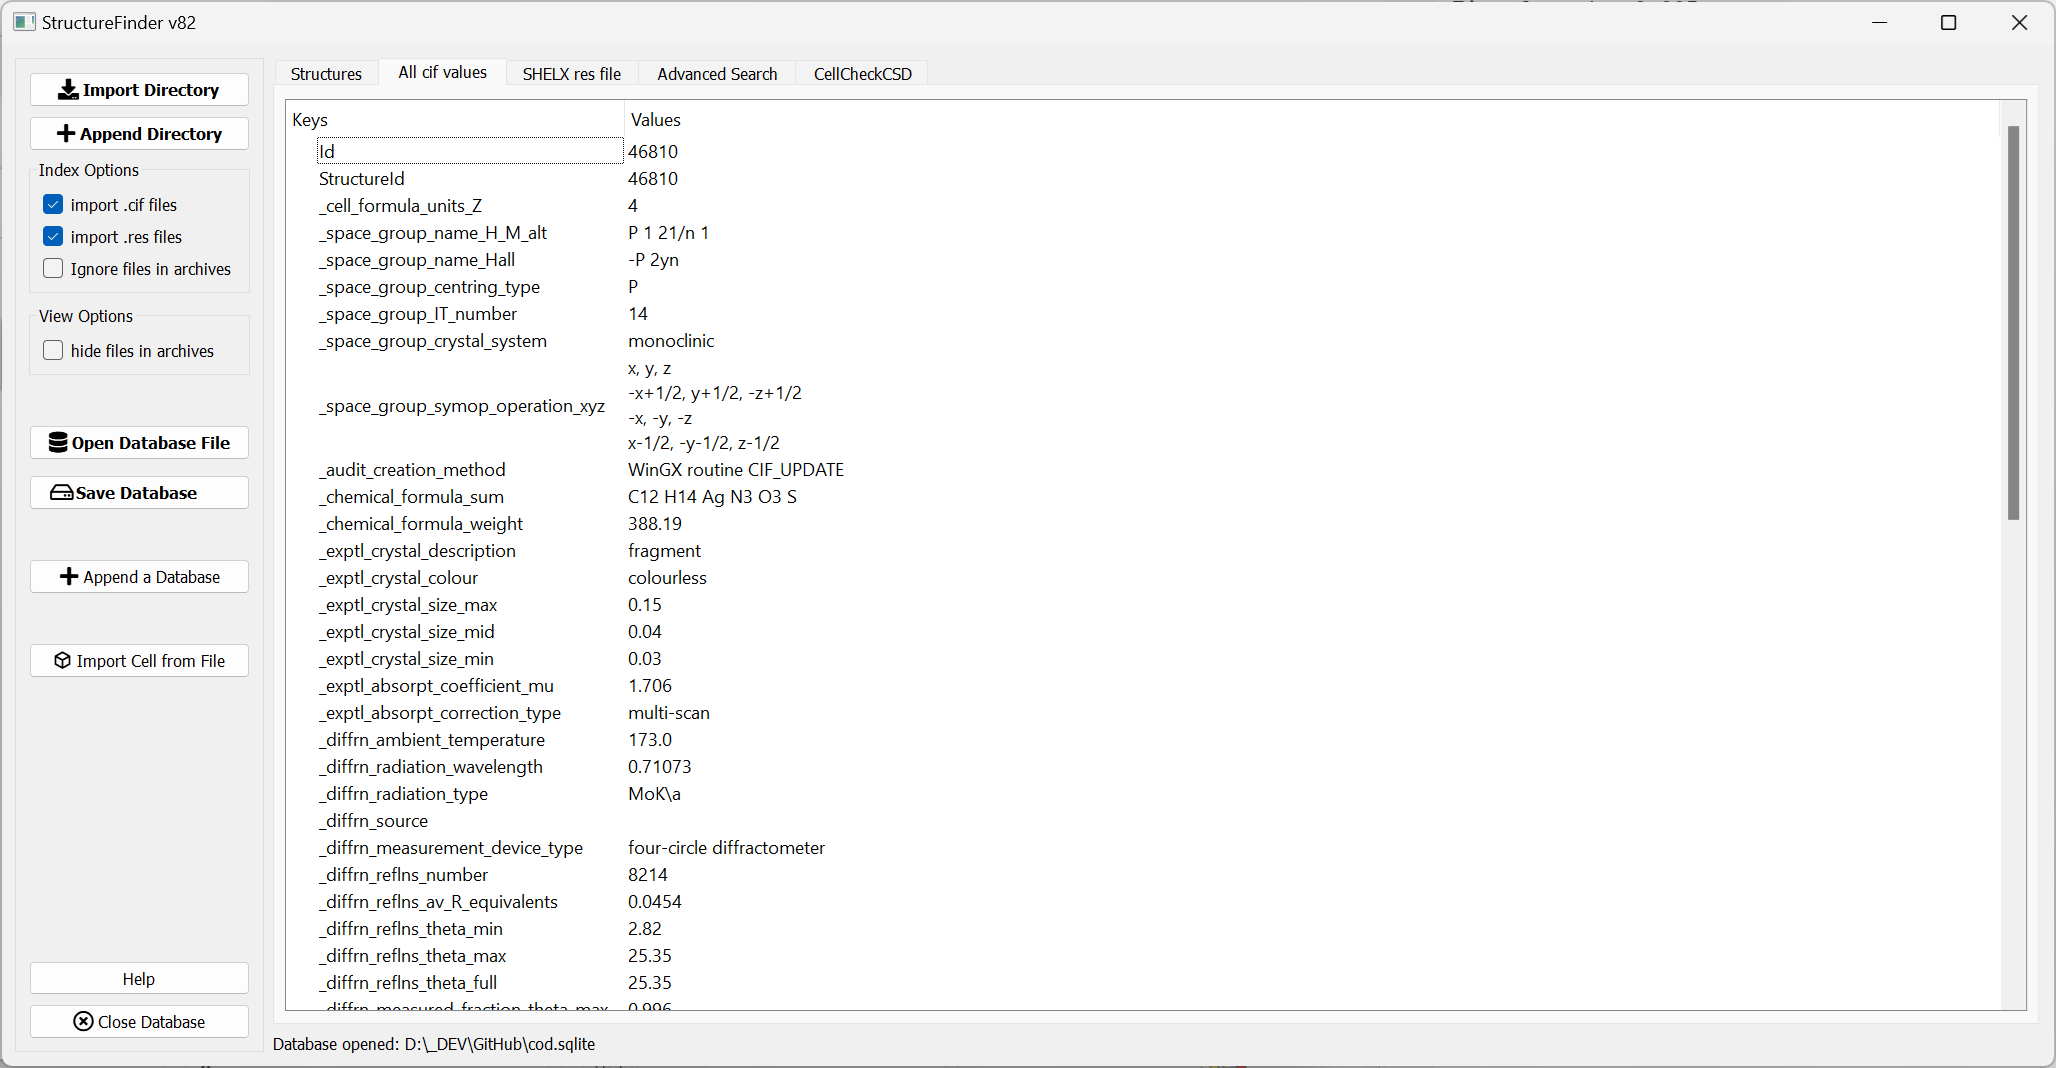 StructureFinder v82
Import Directory
Append Directory
Index Options
import .cif files
import .res files
Ignore files in archives
View Options
hide files in archives
Open Database File
Save Database
Append a Database
Import Cell from File
Help
Close Database
Structures All cif values SHELX res file Advanced Search CellCheckCSD
Keys Values
Id 46810
StructureId 46810
_cell_formula_units_Z 4
_space_group_name_H_M_alt P 1 21/n 1
_space_group_name_Hall -P 2yn
_space_group_centring_type P
_space_group_IT_number 14
_space_group_crystal_system monoclinic
x, y, z
-x+1/2, y+1/2, -z+1/2
_space_group_symop_operation_xyz
-x, -y, -z
x-1/2, -y-1/2, z-1/2
_audit_creation_method WinGX routine CIF_UPDATE
_chemical_formula_sum C12 H14 Ag N3 O3 S
_chemical_formula_weight 388.19
_exptl_crystal_description fragment
_exptl_crystal_colour colourless
_exptl_crystal_size_max 0.15
_exptl_crystal_size_mid 0.04
_exptl_crystal_size_min 0.03
_exptl_absorpt_coefficient_mu 1.706
_exptl_absorpt_correction_type multi-scan
_diffrn_ambient_temperature 173.0
_diffrn_radiation_wavelength 0.71073
_diffrn_radiation_type MoK\a
_diffrn_source
_diffrn_measurement_device_type four-circle diffractometer
_diffrn_reflns_number 8214
_diffrn_reflns_av_R_equivalents 0.0454
_diffrn_reflns_theta_min 2.82
_diffrn_reflns_theta_max 25.35
_diffrn_reflns_theta_full 25.35
_diffrn_measured_fraction_theta_max 0.996
Database opened: D:\_DEV\GitHub\cod.sqlite